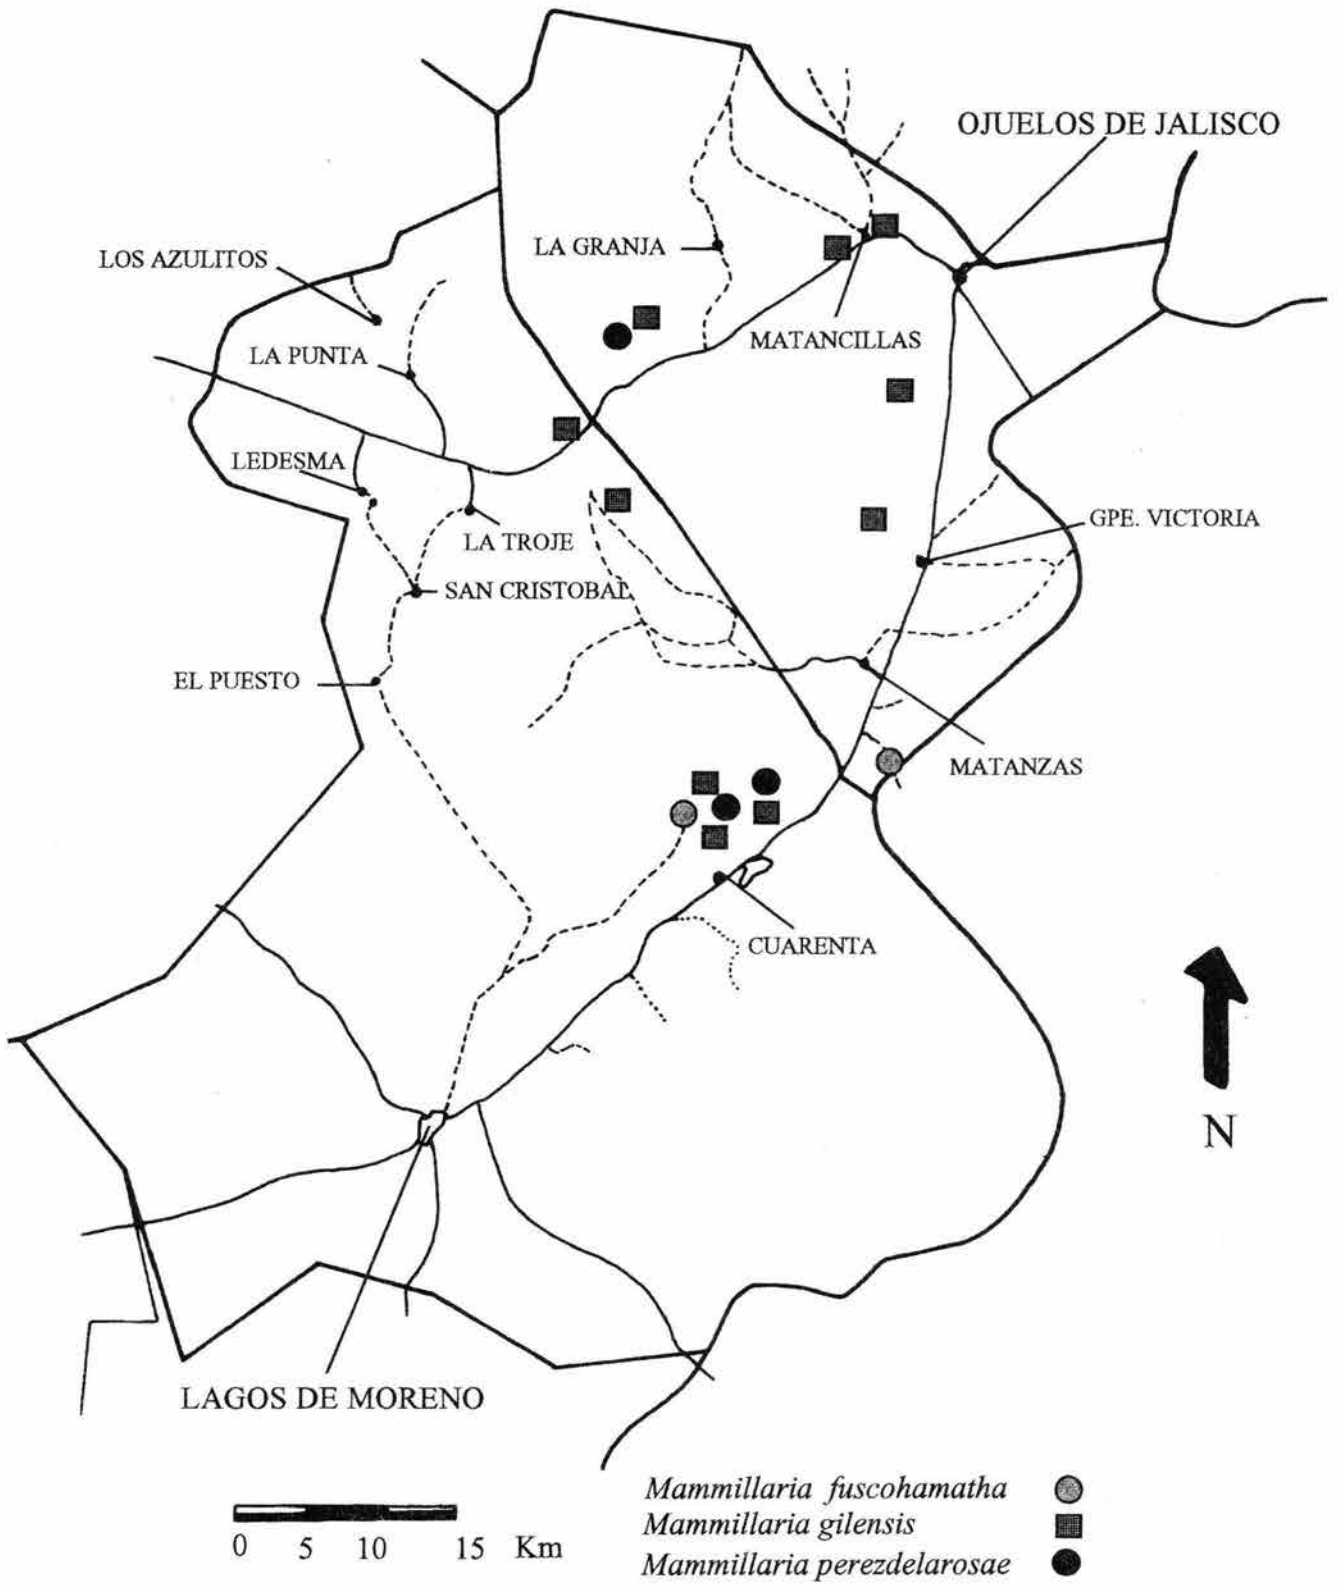 OJUELOS DE JALISCO
LA GRANJA
LOS AZULITOS
MATANCILLAS
LA PUNTA
LEDESMA
GPE. VICTORIA
LA TROJE
SAN CRISTOBAL
EL PUESTO
MATANZAS
CUARENTA
N
LAGOS DE MORENO
Mammillaria fuscohamatha
Mammillaria gilensis
Mammillaria perezdelarosae
0 5 10 15 Km